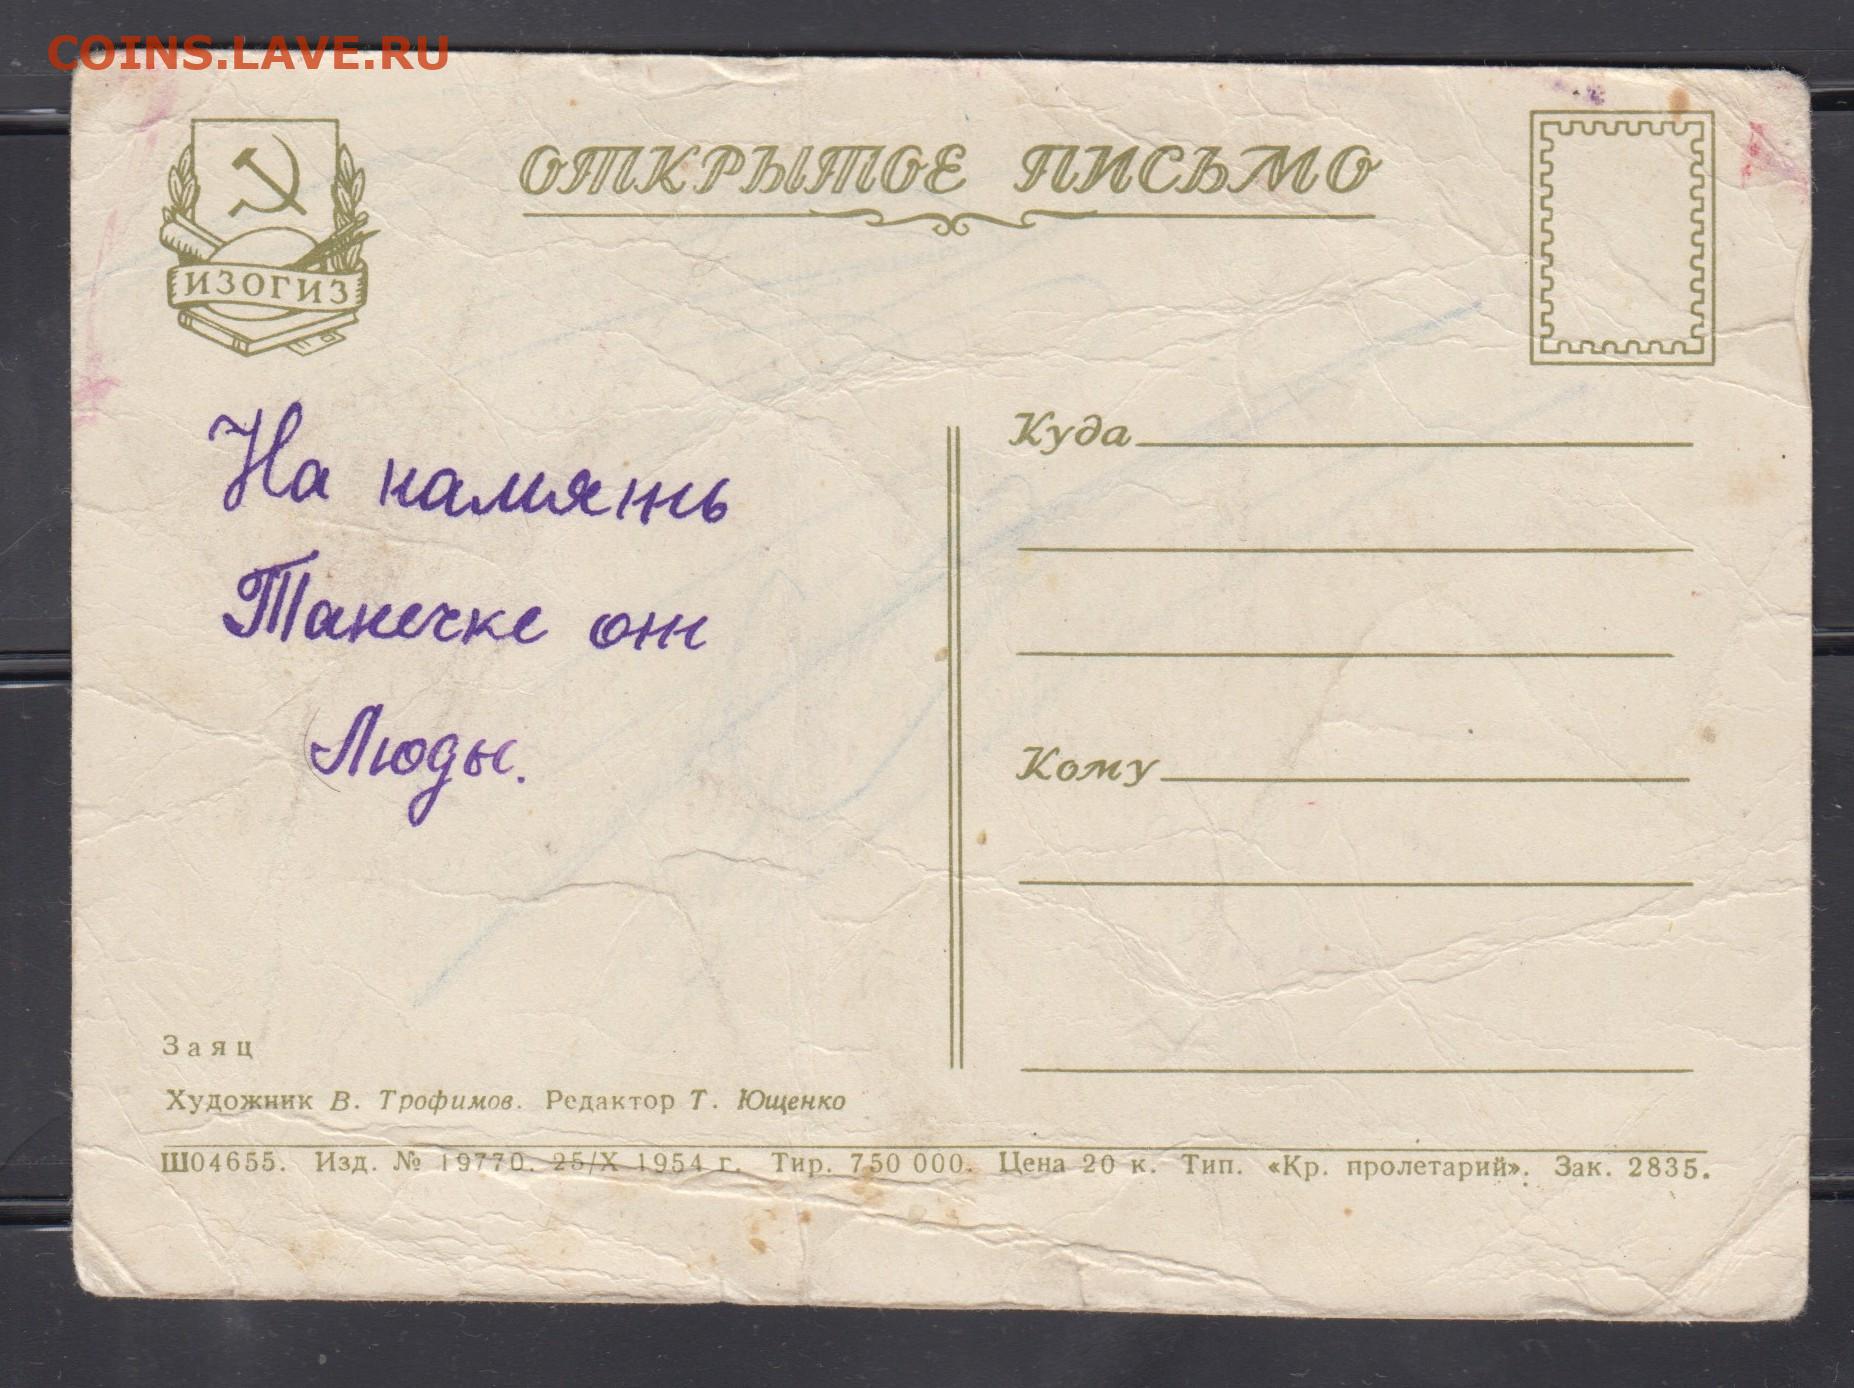 COINS.LAVE.RU
ОТКРЫТОЕ ПИСЬМО
ИЗОГИЗ
На память
Танечке от
Люды.
Куда
Кому
Заяц
Художник В. Трофимов. Редактор Т. Ющенко
Ш04655. Изд. № 19770. 25/X 1954 г. Тир. 750 000. Цена 20 к. Тип. «Кр. пролетарий». Зак. 2835.